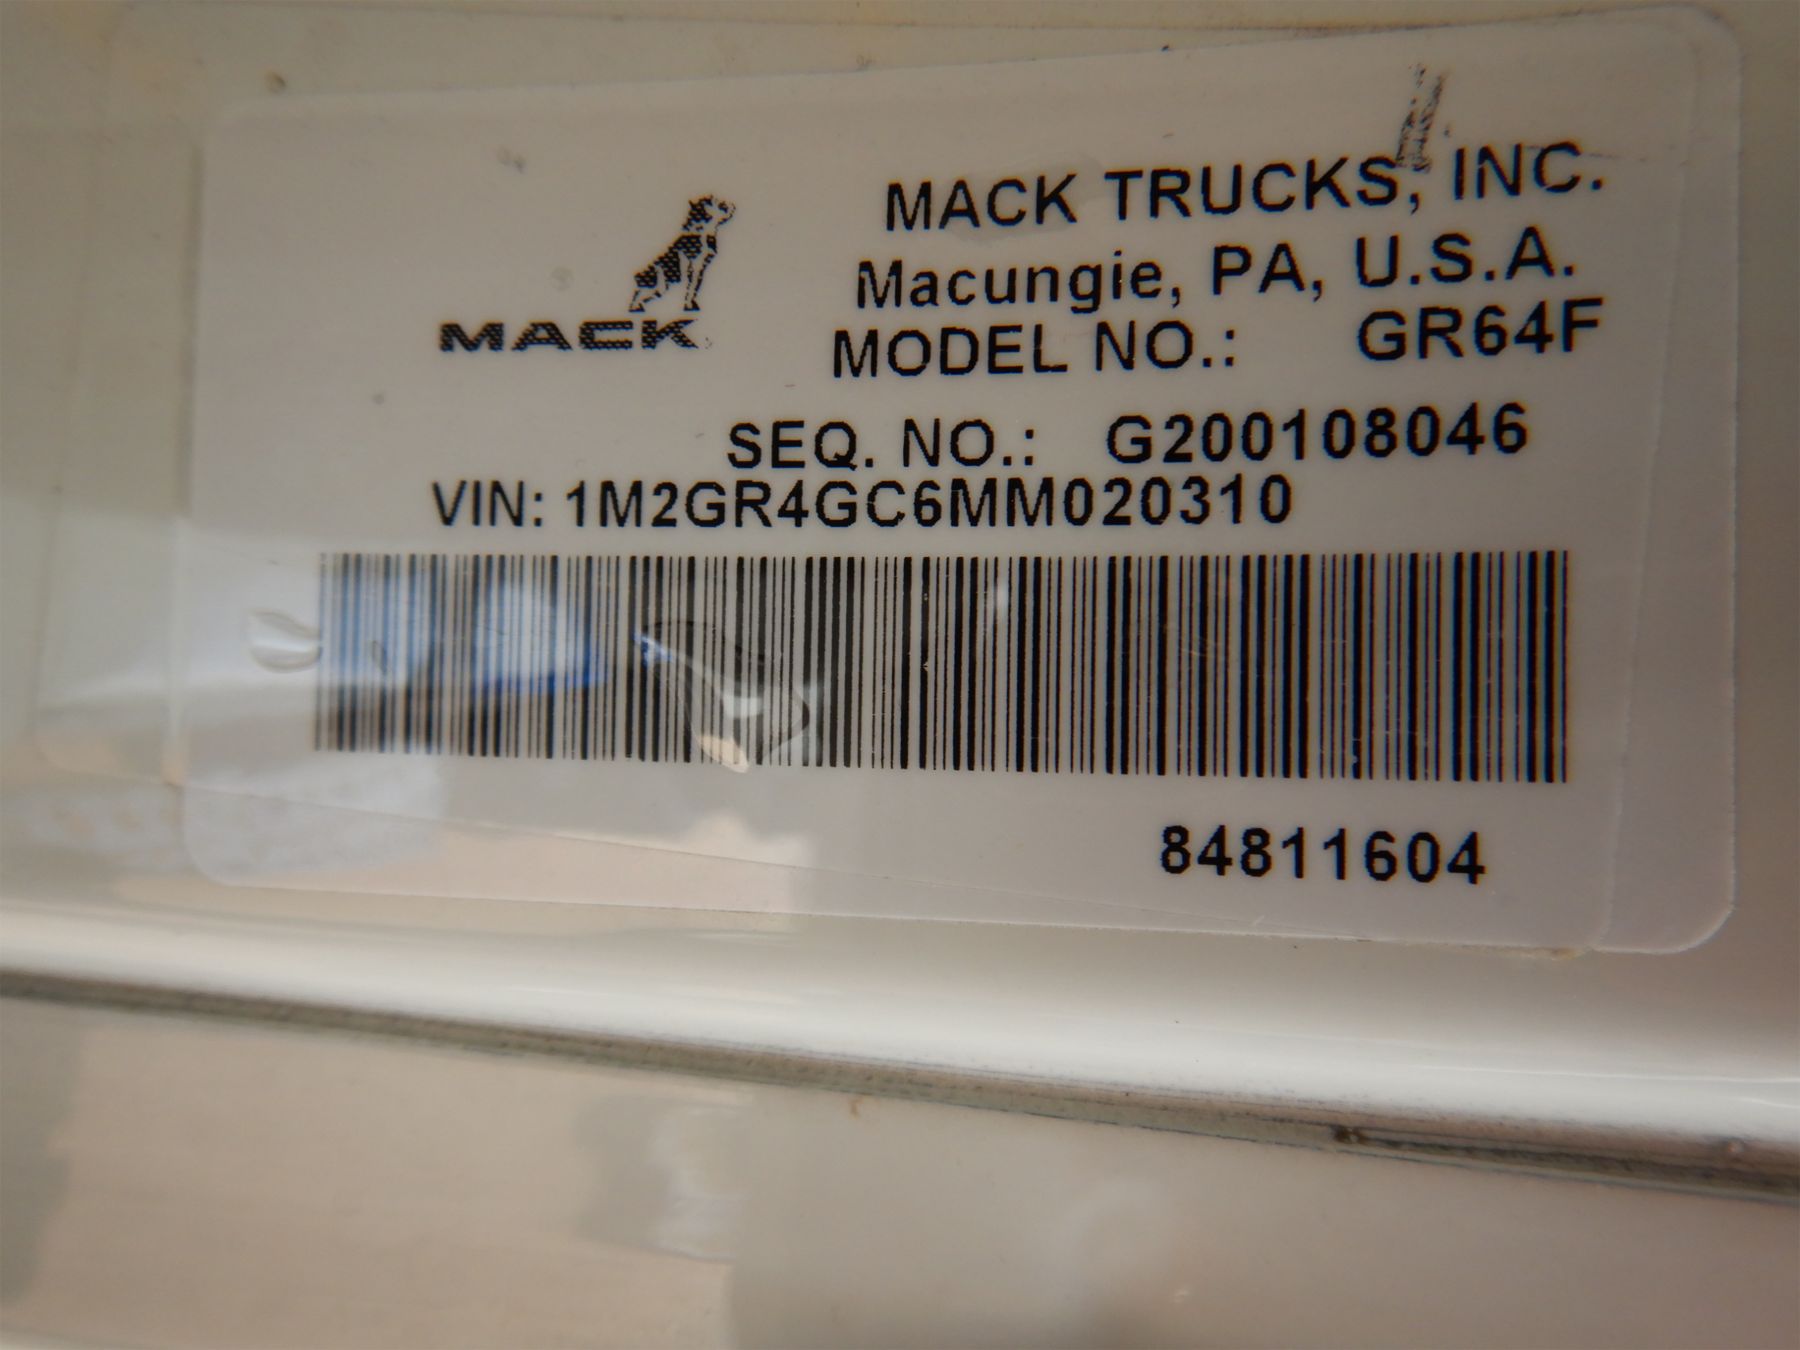 MACK TRUCKS, INC.
Macungie, PA, U.S.A.
MACK
MODEL NO.: GR64F
SEQ. NO.: G200108046
VIN: 1M2GR4GC6MM020310
84811604